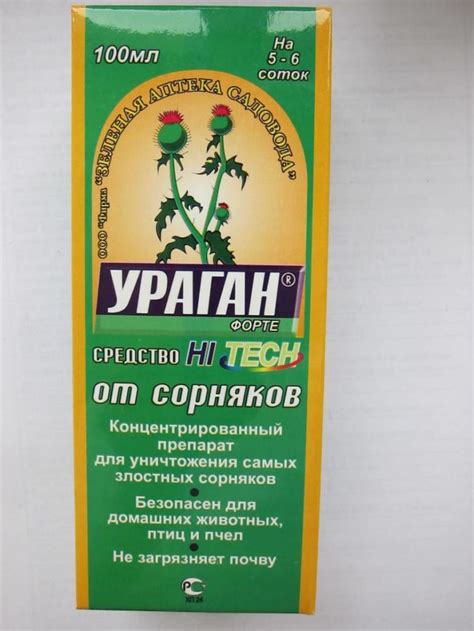 100мл
На
5 - 6
соток
ООО "Фирма "ЗЕЛЕНАЯ АПТЕКА САДОВОДА"
УРАГАН®
ФОРТЕ
СРЕДСТВО HI TECH
от сорняков
Концентрированный
препарат
для уничтожения самых
злостных сорняков
Безопасен для
домашних животных,
птиц и пчел
Не загрязняет почву